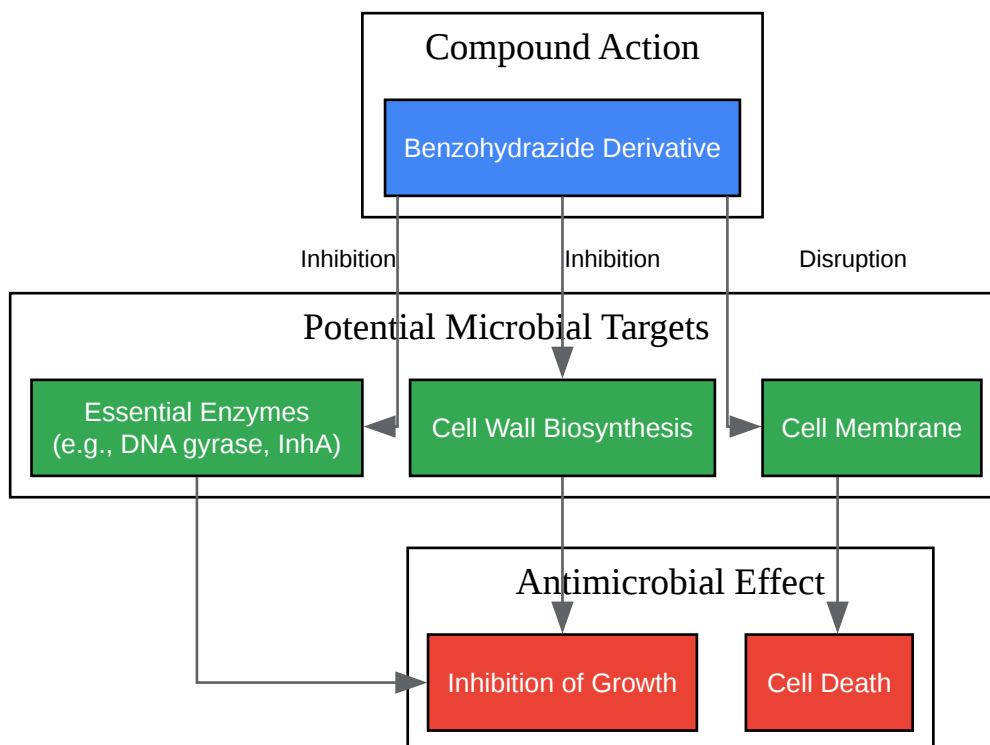 Compound Action
Benzohydrazide Derivative
Inhibition
Inhibition
Disruption
Potential Microbial Targets
Essential Enzymes
(e.g., DNA gyrase, InhA)
Cell Wall Biosynthesis
Cell Membrane
Antimicrobial Effect
Inhibition of Growth
Cell Death